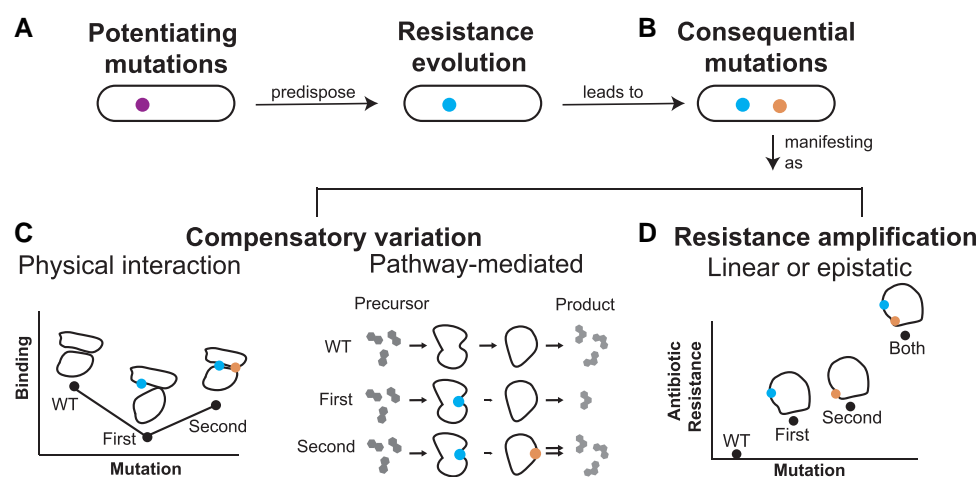 A
Potentiating
mutations
predispose
Resistance
evolution
leads to
B
Consequential
mutations
manifesting
as
C
Compensatory variation
Physical interaction
Binding
WT
First
Second
Mutation
Pathway-mediated
Precursor
Product
WT
First
Second
D
Resistance amplification
Linear or epistatic
Antibiotic
Resistance
WT
First
Second
Both
Mutation